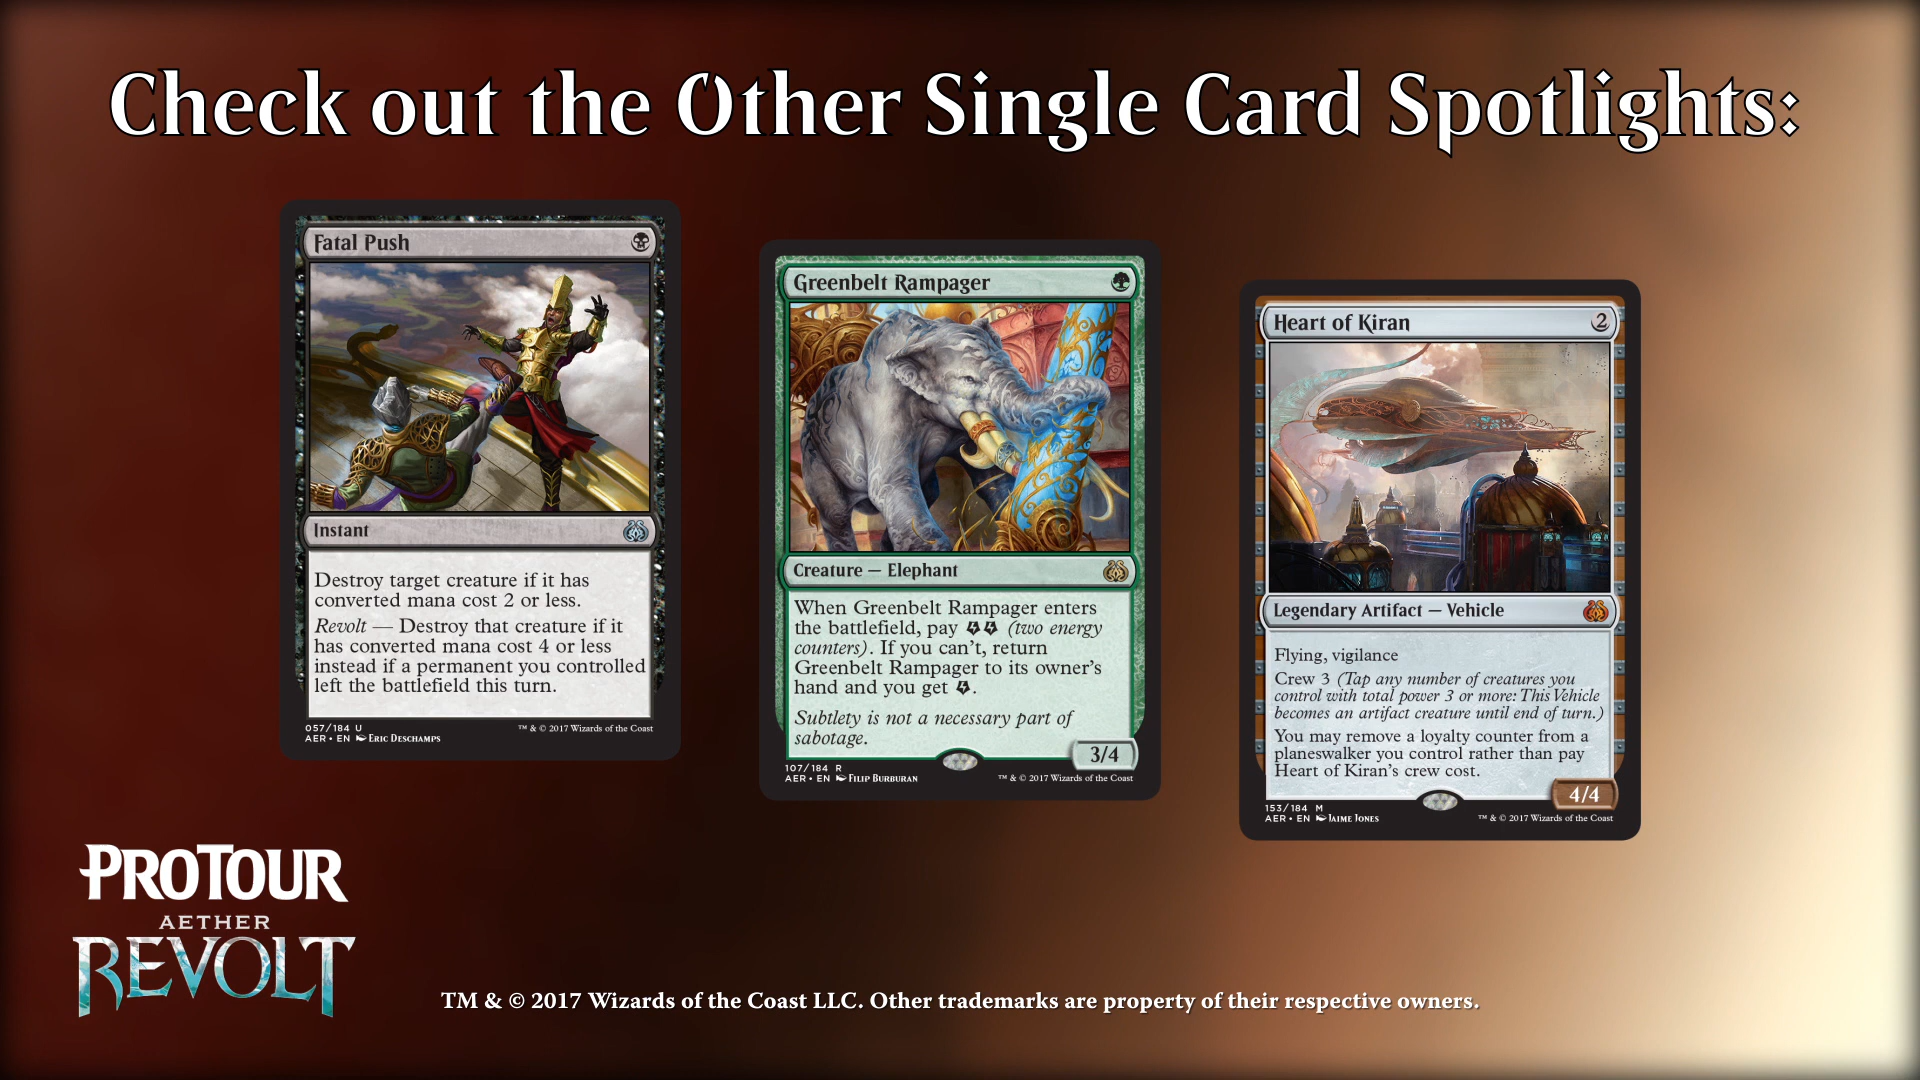 Check out the Other Single Card Spotlights:
Fatal Push
Instant
Destroy target creature if it has
converted mana cost 2 or less.
Revolt — Destroy that creature if it
has converted mana cost 4 or less
instead if a permanent you controlled
left the battlefield this turn.
057/184 U
AER • EN Eric Deschamps
™ & © 2017 Wizards of the Coast
Greenbelt Rampager
Creature — Elephant
When Greenbelt Rampager enters
the battlefield, pay (two energy
counters). If you can't, return
Greenbelt Rampager to its owner's
hand and you get .
Subtlety is not a necessary part of
sabotage.
3/4
107/184 R
AER • EN Filip Burburan
™ & © 2017 Wizards of the Coast
Heart of Kiran 2
Legendary Artifact — Vehicle
Flying, vigilance
Crew 3 (Tap any number of creatures you
control with total power 3 or more: This Vehicle
becomes an artifact creature until end of turn.)
You may remove a loyalty counter from a
planeswalker you control rather than pay
Heart of Kiran's crew cost.
4/4
153/184 M
AER • EN Jaime Jones
™ & © 2017 Wizards of the Coast
PROTOUR
AETHER
REVOLT
TM & © 2017 Wizards of the Coast LLC. Other trademarks are property of their respective owners.